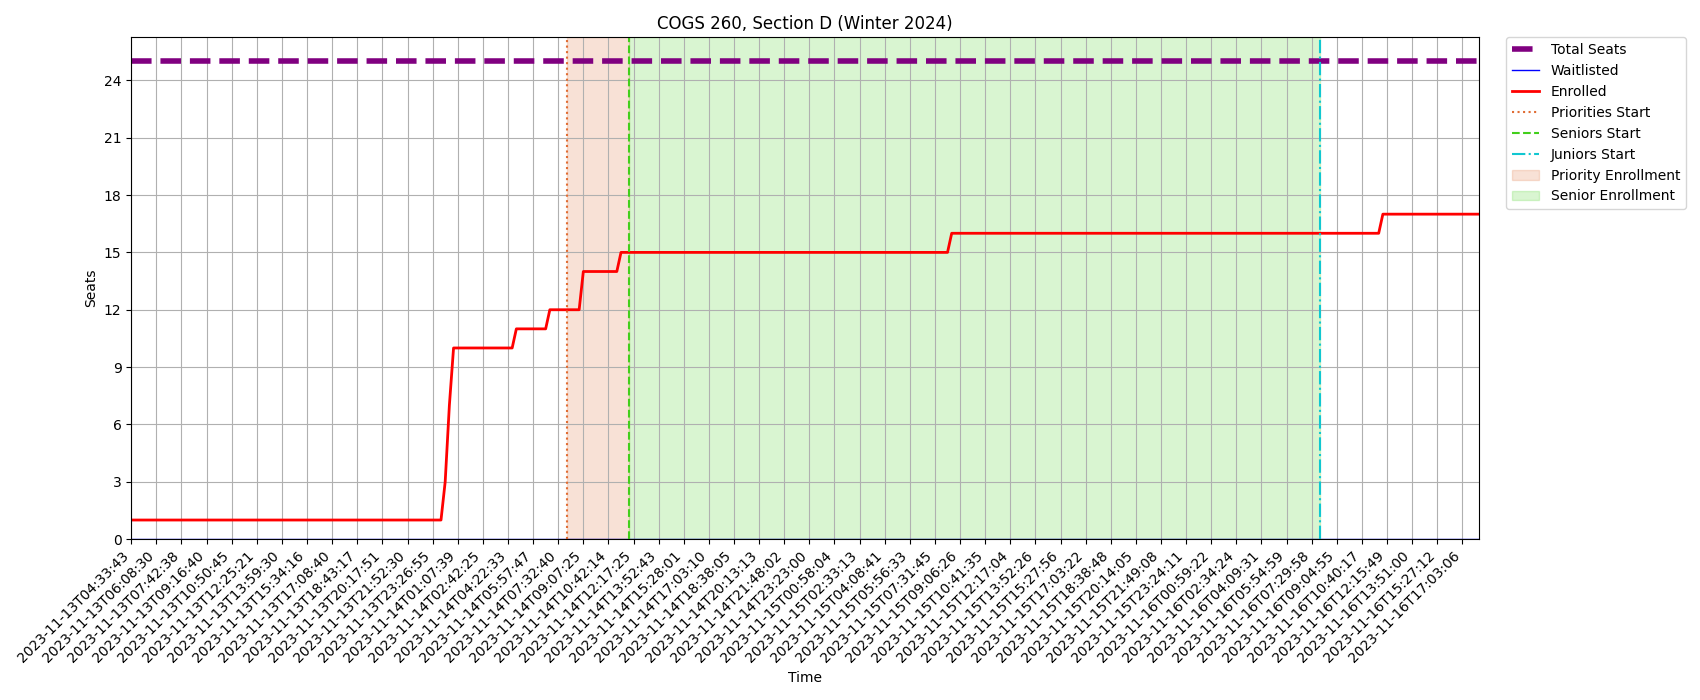 COGS 260, Section D (Winter 2024)
Total Seats
Waitlisted
Enrolled
Priorities Start
Seniors Start
Juniors Start
Priority Enrollment
Senior Enrollment
Seats
24
21
18
15
12
9
6
3
0
2023-11-13T04:33:43
2023-11-13T06:08:30
2023-11-13T07:42:38
2023-11-13T09:16:40
2023-11-13T10:50:45
2023-11-13T12:25:21
2023-11-13T13:59:30
2023-11-13T15:34:16
2023-11-13T17:08:40
2023-11-13T18:43:17
2023-11-13T20:17:51
2023-11-13T21:52:30
2023-11-13T23:26:55
2023-11-14T01:07:39
2023-11-14T02:42:25
2023-11-14T04:22:33
2023-11-14T05:57:47
2023-11-14T07:32:40
2023-11-14T09:07:25
2023-11-14T10:42:14
2023-11-14T12:17:25
2023-11-14T13:52:43
2023-11-14T15:28:01
2023-11-14T17:03:10
2023-11-14T18:38:05
2023-11-14T20:13:13
2023-11-14T21:48:02
2023-11-14T23:23:00
2023-11-15T00:58:04
2023-11-15T02:33:13
2023-11-15T04:08:41
2023-11-15T05:56:33
2023-11-15T07:31:45
2023-11-15T09:06:26
2023-11-15T10:41:35
2023-11-15T12:17:04
2023-11-15T13:52:26
2023-11-15T15:27:56
2023-11-15T17:03:22
2023-11-15T18:38:48
2023-11-15T20:14:05
2023-11-15T21:49:08
2023-11-15T23:24:11
2023-11-16T00:59:22
2023-11-16T02:34:24
2023-11-16T04:09:31
2023-11-16T05:54:59
2023-11-16T07:29:58
2023-11-16T09:04:55
2023-11-16T10:40:17
2023-11-16T12:15:49
2023-11-16T13:51:00
2023-11-16T15:27:12
2023-11-16T17:03:06
Time